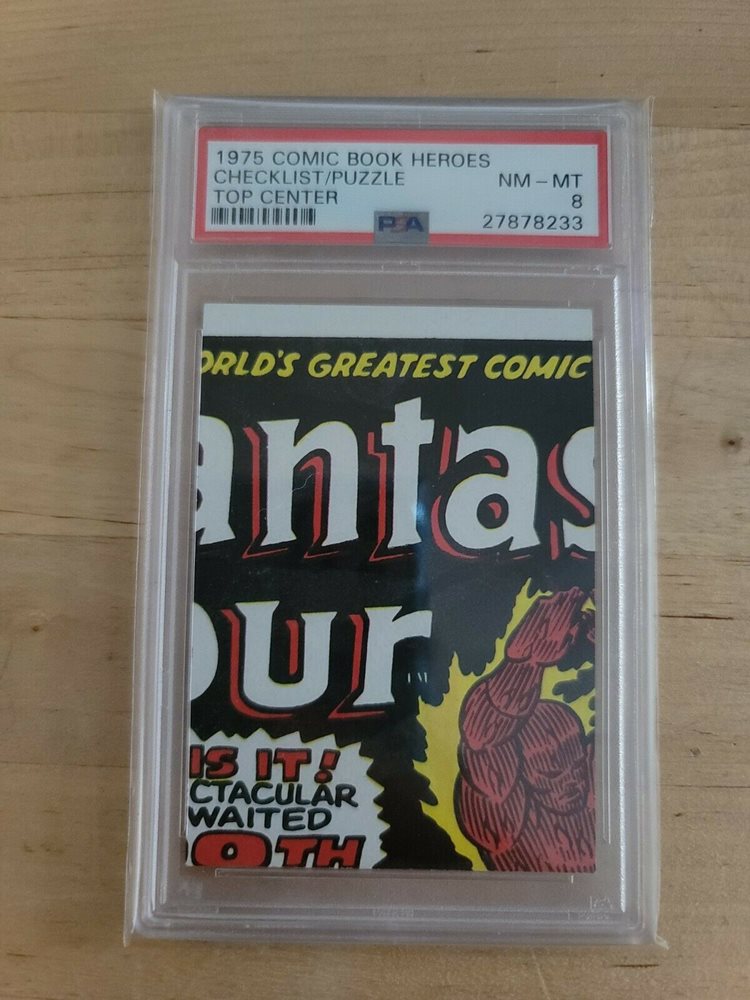 1975 COMIC BOOK HEROES
CHECKLIST/PUZZLE NM - MT
TOP CENTER 8
PSA 27878233
ORLD'S GREATEST COMIC
antas
our
IS IT!
CTACULAR
WAITED
0TH